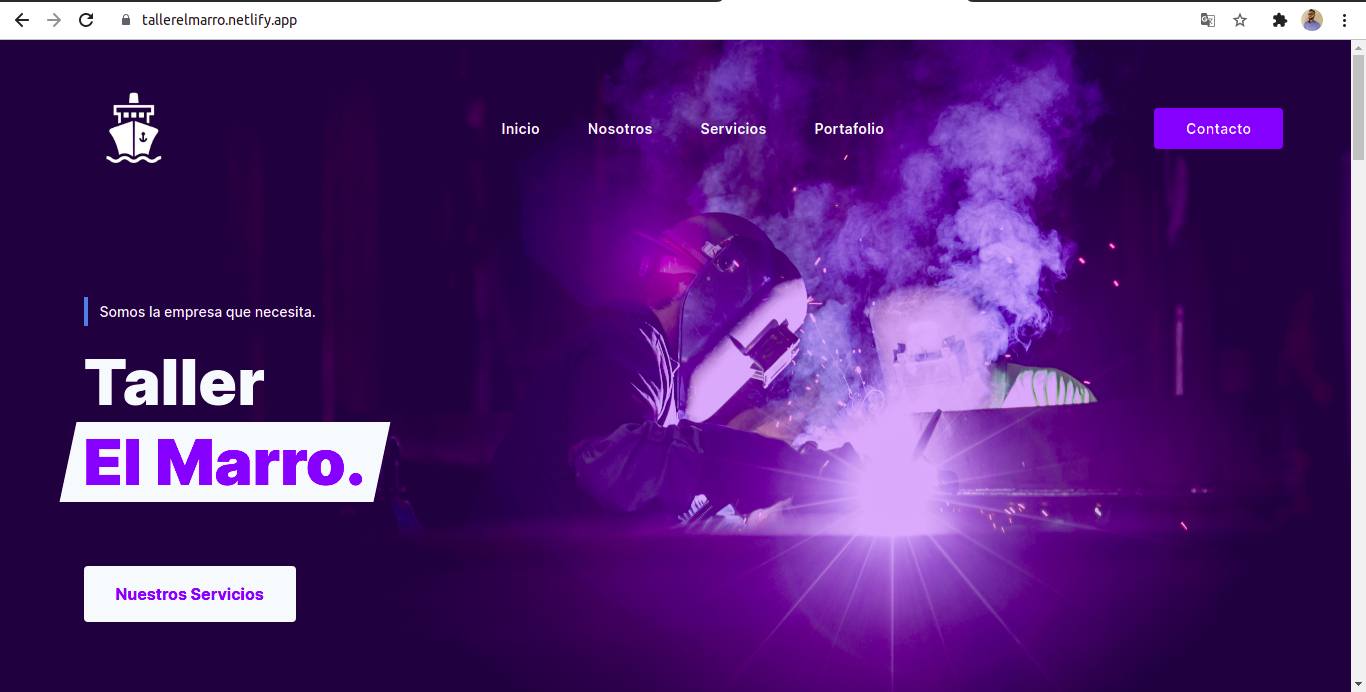 tallerelmarro.netlify.app
Inicio Nosotros Servicios Portafolio Contacto
Somos la empresa que necesita.
Taller
El Marro.
Nuestros Servicios